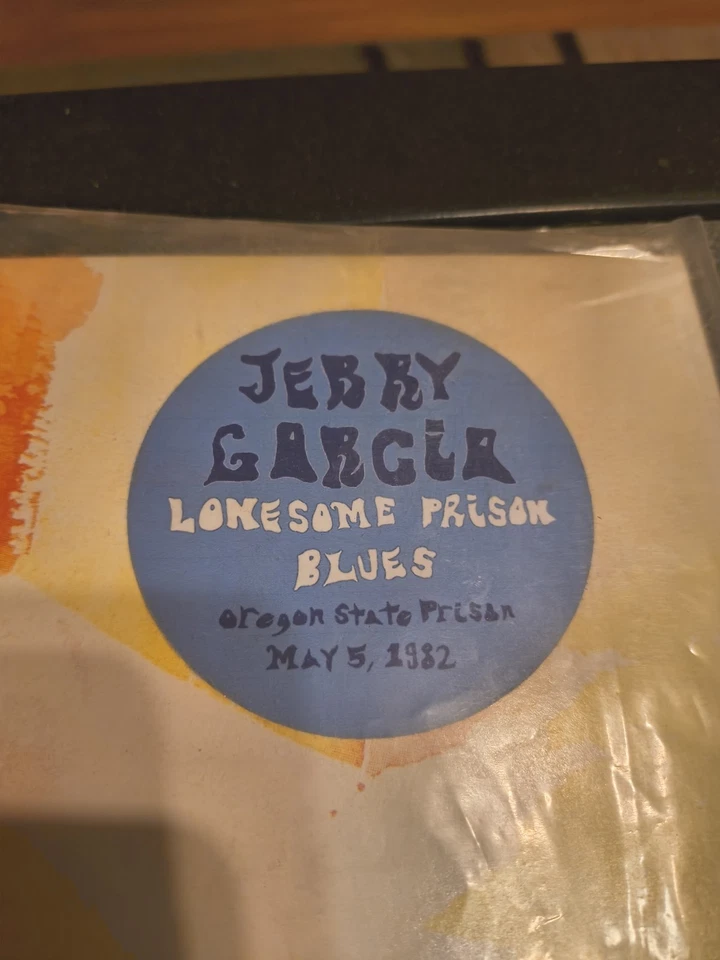 JERRY
GARCIA
LONESOME PRISON
BLUES
Oregon State Prison
MAY 5, 1982